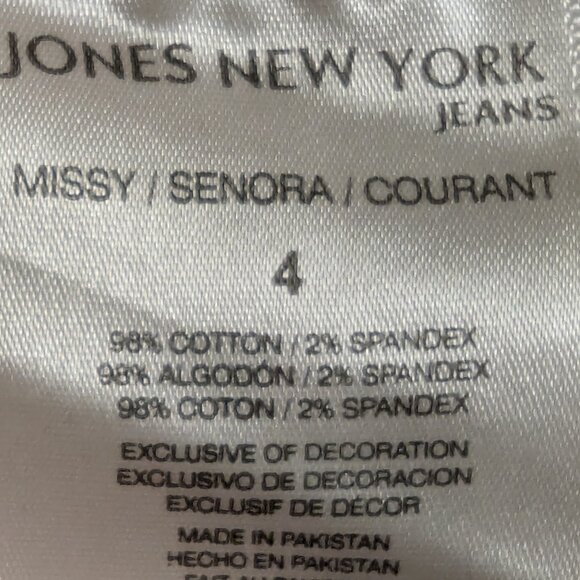 JONES NEW YORK
JEANS
MISSY / SENORA / COURANT
4
98% COTTON / 2% SPANDEX
98% ALGODÓN / 2% SPANDEX
98% COTON / 2% SPANDEX
EXCLUSIVE OF DECORATION
EXCLUSIVO DE DECORACION
EXCLUSIF DE DÉCOR
MADE IN PAKISTAN
HECHO EN PAKISTAN